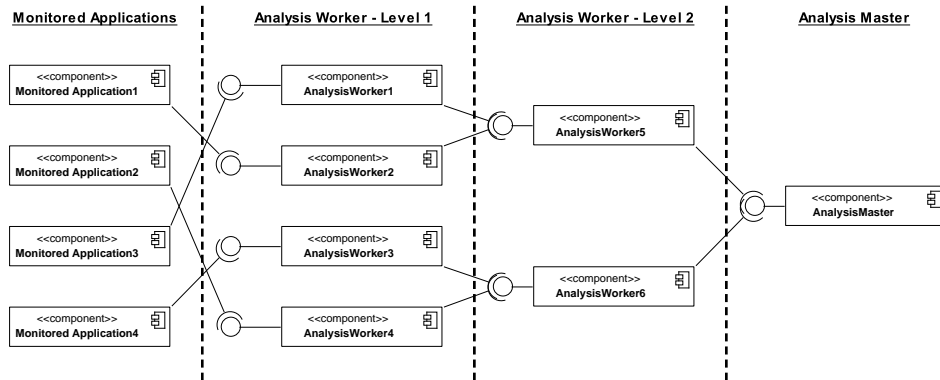 Monitored Applications
Analysis Worker - Level 1
Analysis Worker - Level 2
Analysis Master
<<component>>
Monitored Application1
<<component>>
Monitored Application2
<<component>>
Monitored Application3
<<component>>
Monitored Application4
<<component>>
AnalysisWorker1
<<component>>
AnalysisWorker2
<<component>>
AnalysisWorker3
<<component>>
AnalysisWorker4
<<component>>
AnalysisWorker5
<<component>>
AnalysisWorker6
<<component>>
AnalysisMaster